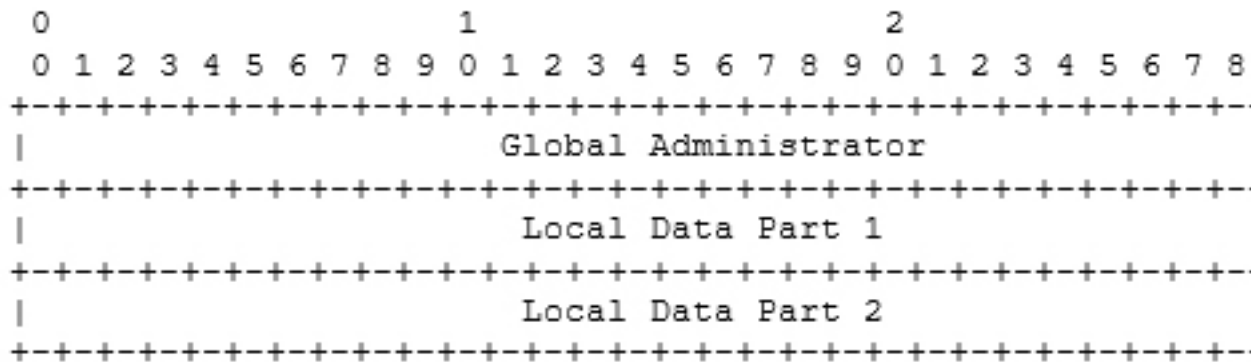 0                   1                   2
0 1 2 3 4 5 6 7 8 9 0 1 2 3 4 5 6 7 8 9 0 1 2 3 4 5 6 7 8
+-+-+-+-+-+-+-+-+-+-+-+-+-+-+-+-+-+-+-+-+-+-+-+-+-+-+-+-+-
|                      Global Administrator
+-+-+-+-+-+-+-+-+-+-+-+-+-+-+-+-+-+-+-+-+-+-+-+-+-+-+-+-+-
|                       Local Data Part 1
+-+-+-+-+-+-+-+-+-+-+-+-+-+-+-+-+-+-+-+-+-+-+-+-+-+-+-+-+-
|                       Local Data Part 2
+-+-+-+-+-+-+-+-+-+-+-+-+-+-+-+-+-+-+-+-+-+-+-+-+-+-+-+-+-